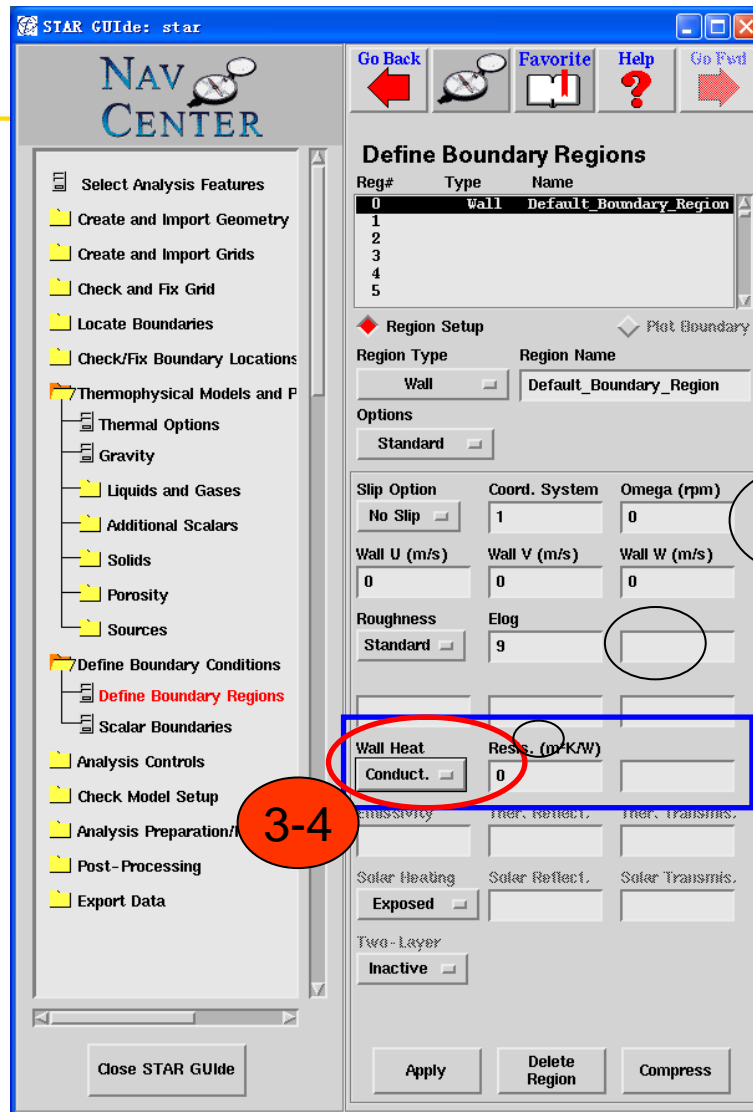 STAR GUIde: star
NAV
CENTER
Select Analysis Features
Create and Import Geometry
Create and Import Grids
Check and Fix Grid
Locate Boundaries
Check/Fix Boundary Locations
Thermophysical Models and P
Thermal Options
Gravity
Liquids and Gases
Additional Scalars
Solids
Porosity
Sources
Define Boundary Conditions
Define Boundary Regions
Scalar Boundaries
Analysis Controls
Check Model Setup
Analysis Preparation/
Post-Processing
Export Data
Close STAR GUIde
Go Back
Favorite
Help
Go Fwd
Define Boundary Regions
Reg# Type Name
0 Wall Default_Boundary_Region
1
2
3
4
5
Region Setup Plot Boundary
Region Type Region Name
Wall Default_Boundary_Region
Options
Standard
Slip Option Coord. System Omega (rpm)
No Slip 1 0
Wall U (m/s) Wall V (m/s) Wall W (m/s)
0 0 0
Roughness Elog
Standard 9
Wall Heat Resis. (m²K/W)
Conduct. 0
3-4
Emissivity Ther. Reflect. Ther. Transmis.
Solar Heating Solar Reflect. Solar Transmis.
Exposed
Two-Layer
Inactive
Apply Delete Region Compress